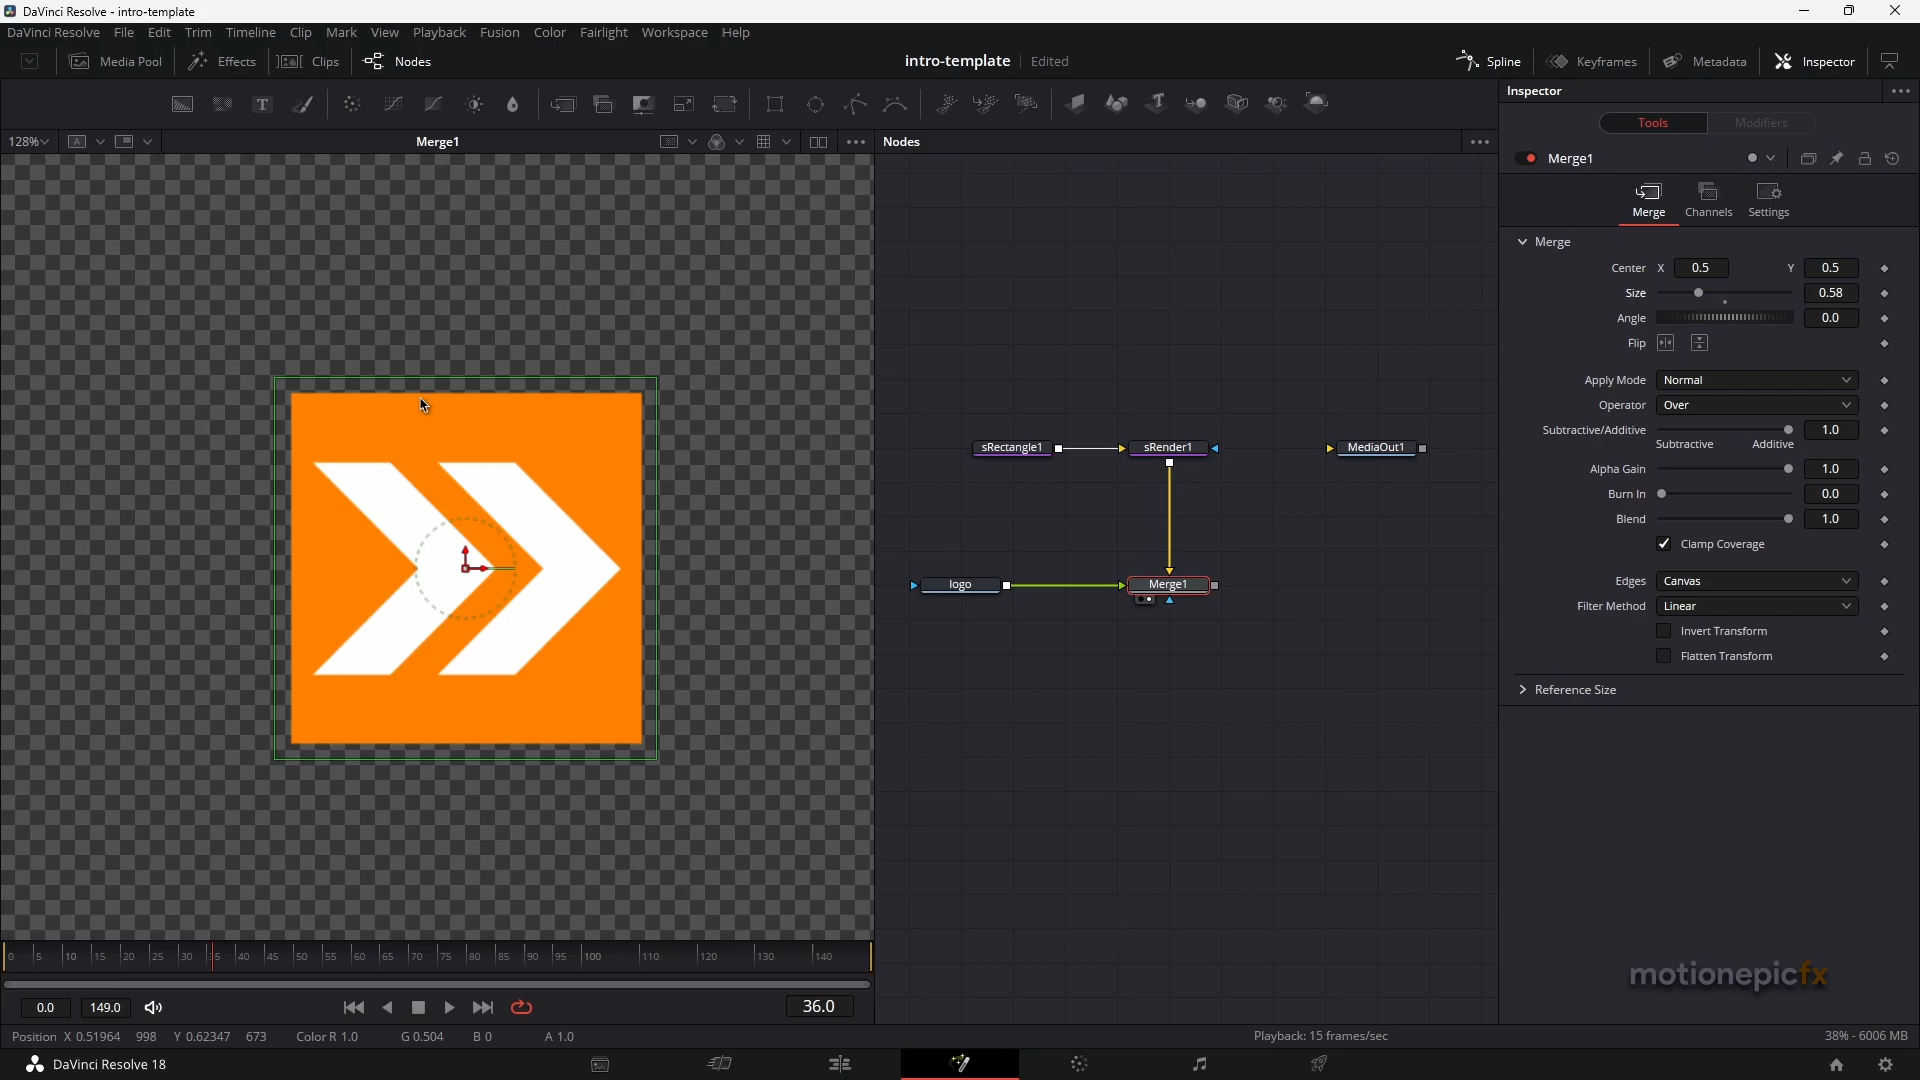 DaVinci Resolve - intro-template
DaVinci Resolve File Edit Trim Timeline Clip Mark View Playback Fusion Color Fairlight Workspace Help
Media Pool Effects Clips Nodes intro-template Edited Spline Keyframes Metadata Inspector
T T Inspector
128% A Merge1 Nodes
Tools Modifiers
Merge1
Merge Channels Settings
Merge
Center X 0.5 Y 0.5
Size 0.58
Angle 0.0
Flip
Apply Mode Normal
Operator Over
Subtractive/Additive 1.0
Subtractive Additive
Alpha Gain 1.0
Burn In 0.0
Blend 1.0
Clamp Coverage
Edges Canvas
Filter Method Linear
Invert Transform
Flatten Transform
Reference Size
sRectangle1 sRender1 MediaOut1
logo Merge1
0 5 10 15 20 25 30 35 40 45 50 55 60 65 70 75 80 85 90 95 100 110 120 130 140
motionepicfx
0.0 149.0 36.0
Position X 0.51964 998 Y 0.62347 673 Color R 1.0 G 0.504 B 0 A 1.0 Playback: 15 frames/sec 38% - 6006 MB
DaVinci Resolve 18